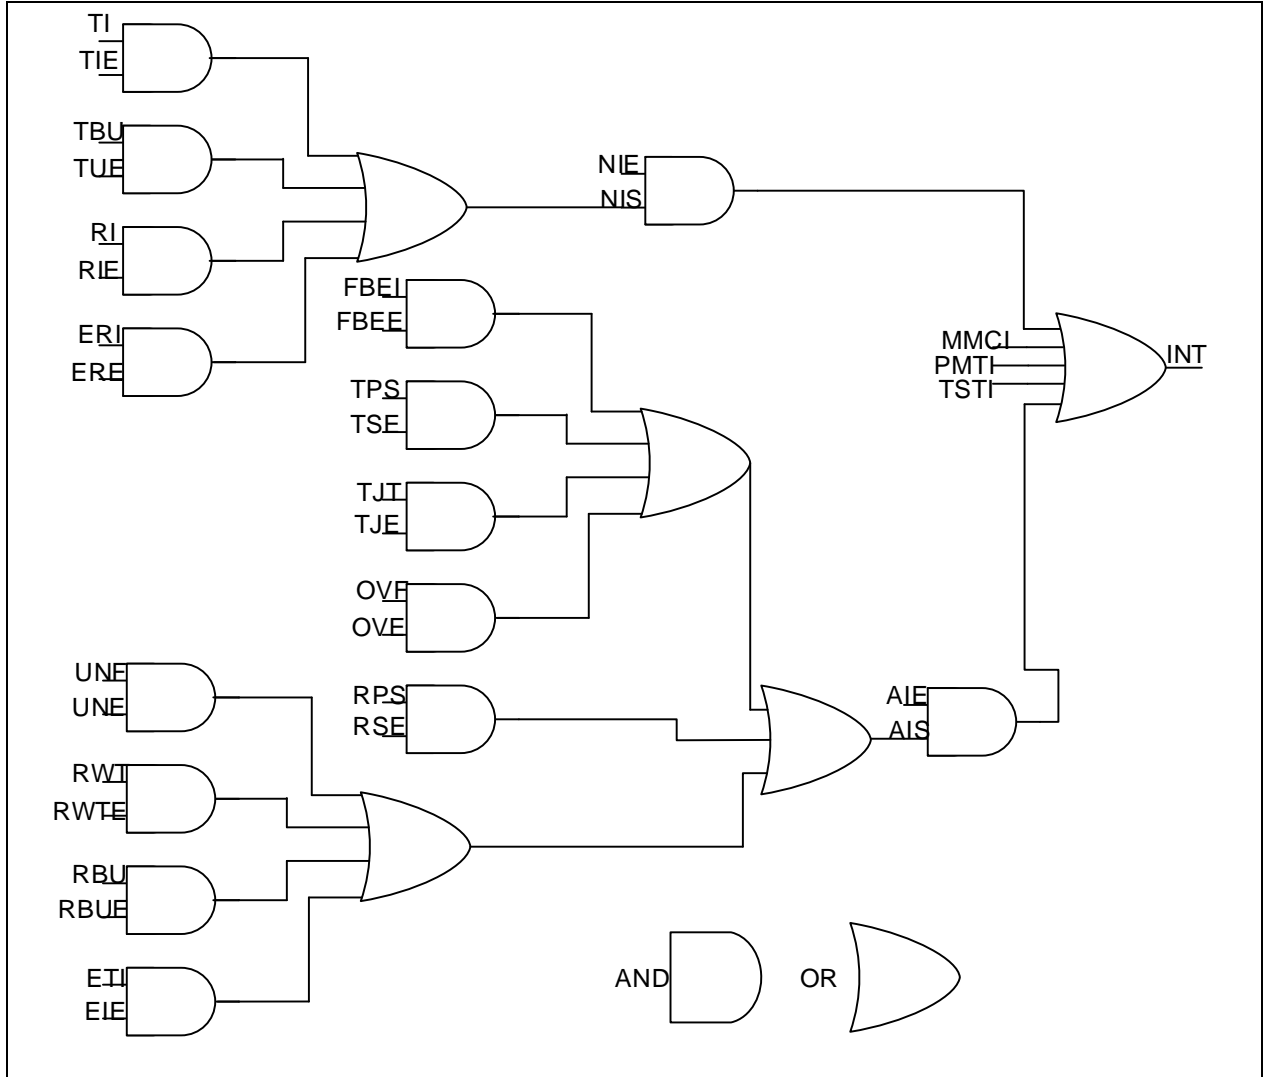 TI
TIE
TBU
TUE
RI
RIE
ERI
ERE
NIE
NIS
FBEI
FBEE
TPS
TSE
TJT
TJE
OVF
OVE
MMCI
PMTI
TSTI
INT
UNF
UNE
RWT
RWTE
RBU
RBUE
ETI
EIE
RPS
RSE
AIE
AIS
AND
OR